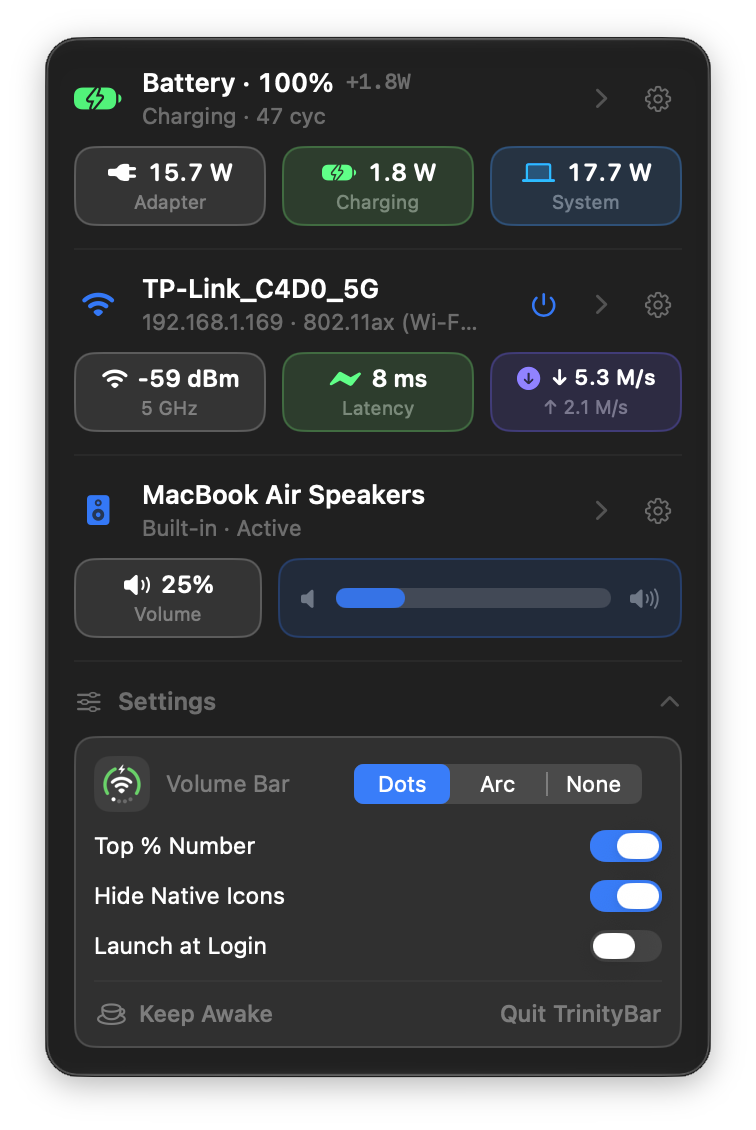 Battery · 100% +1.8W
Charging · 47 cyc
15.7 W
Adapter
1.8 W
Charging
17.7 W
System
TP-Link_C4D0_5G
192.168.1.169 · 802.11ax (Wi-F...
-59 dBm
5 GHz
8 ms
Latency
↓ 5.3 M/s
↑ 2.1 M/s
MacBook Air Speakers
Built-in · Active
25%
Volume
Settings
Volume Bar
Dots
Arc
None
Top % Number
Hide Native Icons
Launch at Login
Keep Awake
Quit TrinityBar